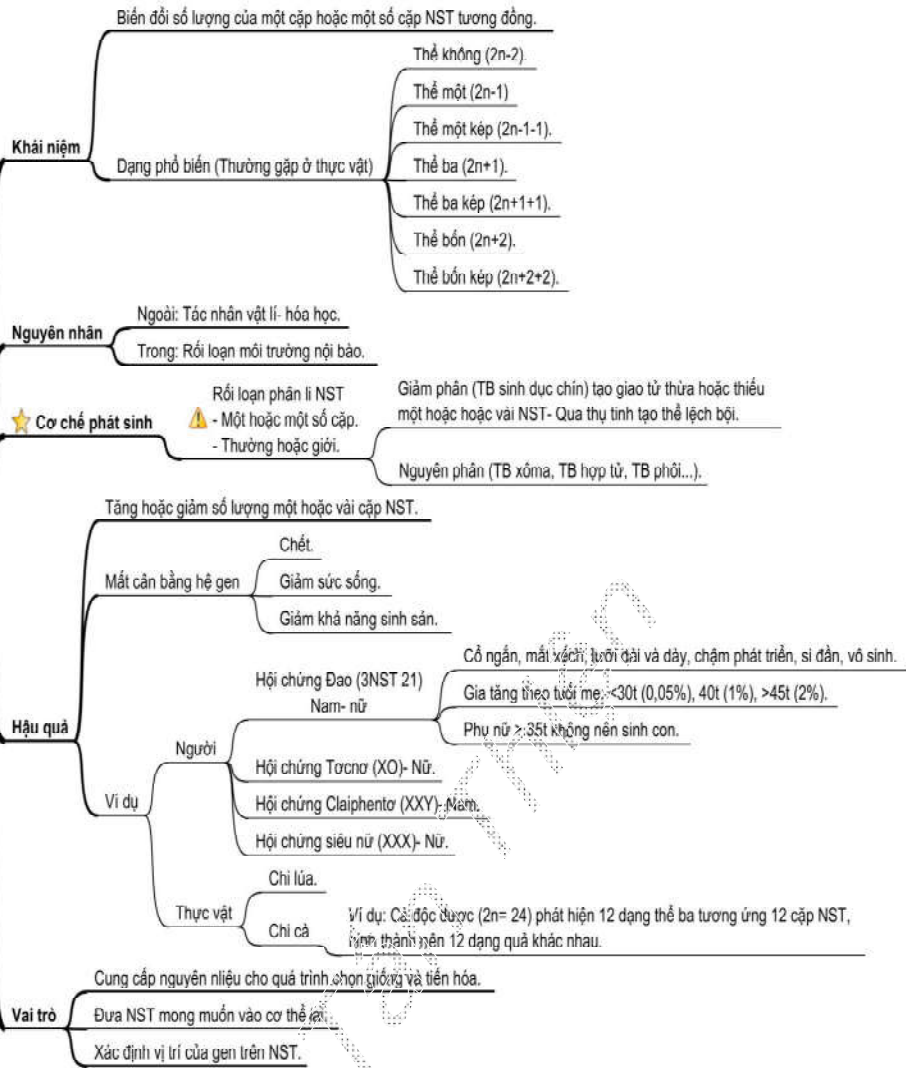 Biến đổi số lượng của một cặp hoặc một số cặp NST tương đồng.
Khái niệm
Dạng phổ biến (Thường gặp ở thực vật)
Thể không (2n-2).
Thể một (2n-1)
Thể một kép (2n-1-1).
Thể ba (2n+1).
Thể ba kép (2n+1+1).
Thể bốn (2n+2).
Thể bốn kép (2n+2+2).
Nguyên nhân
Ngoài: Tác nhân vật lí- hóa học.
Trong: Rối loạn môi trường nội bào.
Cơ chế phát sinh
Rối loạn phân li NST
- Một hoặc một số cặp.
- Thường hoặc giới.
Giảm phân (TB sinh dục chín) tạo giao tử thừa hoặc thiếu
một hoặc hoặc vài NST- Qua thụ tinh tạo thể lệch bội.
Nguyên phân (TB xôma, TB hợp tử, TB phôi...).
Hậu quả
Tăng hoặc giảm số lượng một hoặc vài cặp NST.
Mất cân bằng hệ gen
Chết.
Giảm sức sống.
Giảm khả năng sinh sản.
Ví dụ
Người
Hội chứng Đao (3NST 21)
Nam- nữ
Cổ ngắn, mắt xếch, lưỡi dài và dày, chậm phát triển, si đần, vô sinh.
Gia tăng theo tuổi mẹ: <30t (0,05%), 40t (1%), >45t (2%).
Phụ nữ > 35t không nên sinh con.
Hội chứng Tơcnơ (XO)- Nữ.
Hội chứng Claiphentơ (XXY)- Nam.
Hội chứng siêu nữ (XXX)- Nữ.
Thực vật
Chi lúa.
Chi cà
Ví dụ: Cà độc dược (2n= 24) phát hiện 12 dạng thể ba tương ứng 12 cặp NST,
hình thành nên 12 dạng quả khác nhau.
Vai trò
Cung cấp nguyên nliệu cho quá trình chọn giống và tiến hóa.
Đưa NST mong muốn vào cơ thể
Xác định vị trí của gen trên NST.